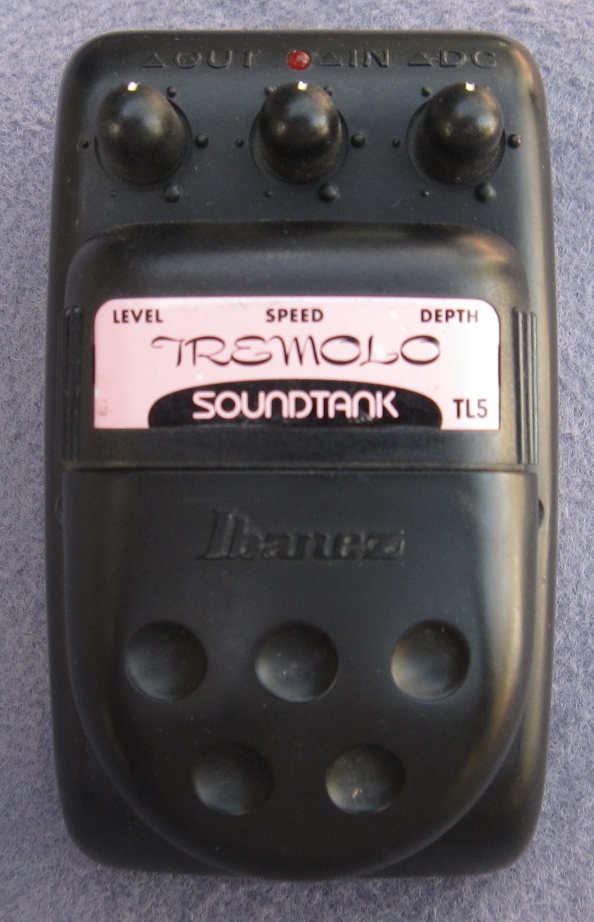 △OUT △IN △DC
LEVEL SPEED DEPTH
TREMOLO
SOUNDTANK TL5
Ibanez